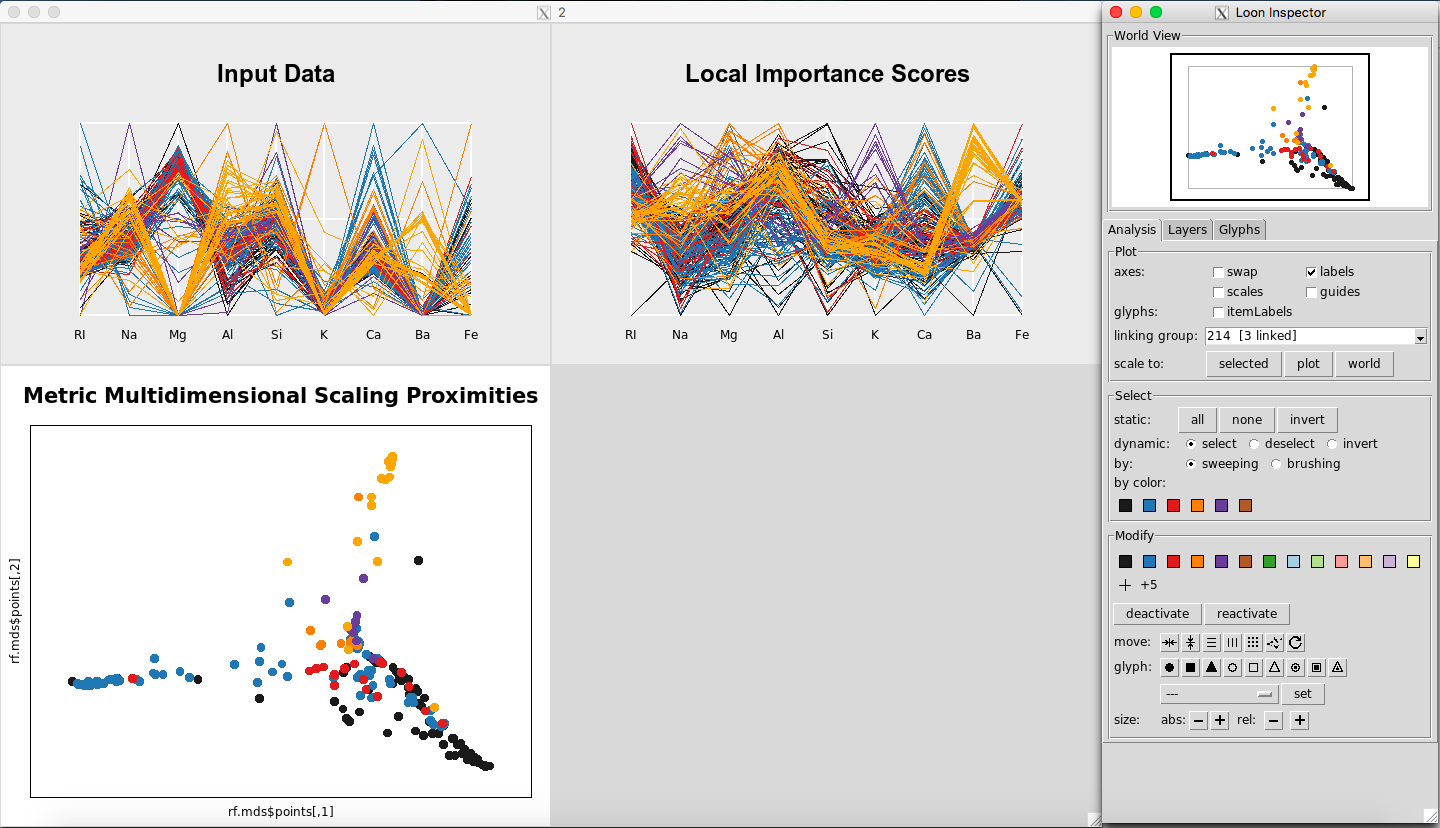 2
Input Data
RI Na Mg Al Si K Ca Ba Fe
Local Importance Scores
RI Na Mg Al Si K Ca Ba Fe
Metric Multidimensional Scaling Proximities
rf.mds$points[,2]
rf.mds$points[,1]
Loon Inspector
World View
Analysis Layers Glyphs
Plot
axes: swap labels
scales guides
glyphs: itemLabels
linking group: 214 [3 linked]
scale to: selected plot world
Select
static: all none invert
dynamic: select deselect invert
by: sweeping brushing
by color:
Modify
+5
deactivate reactivate
move:
glyph:
--- set
size: abs: − + rel: − +